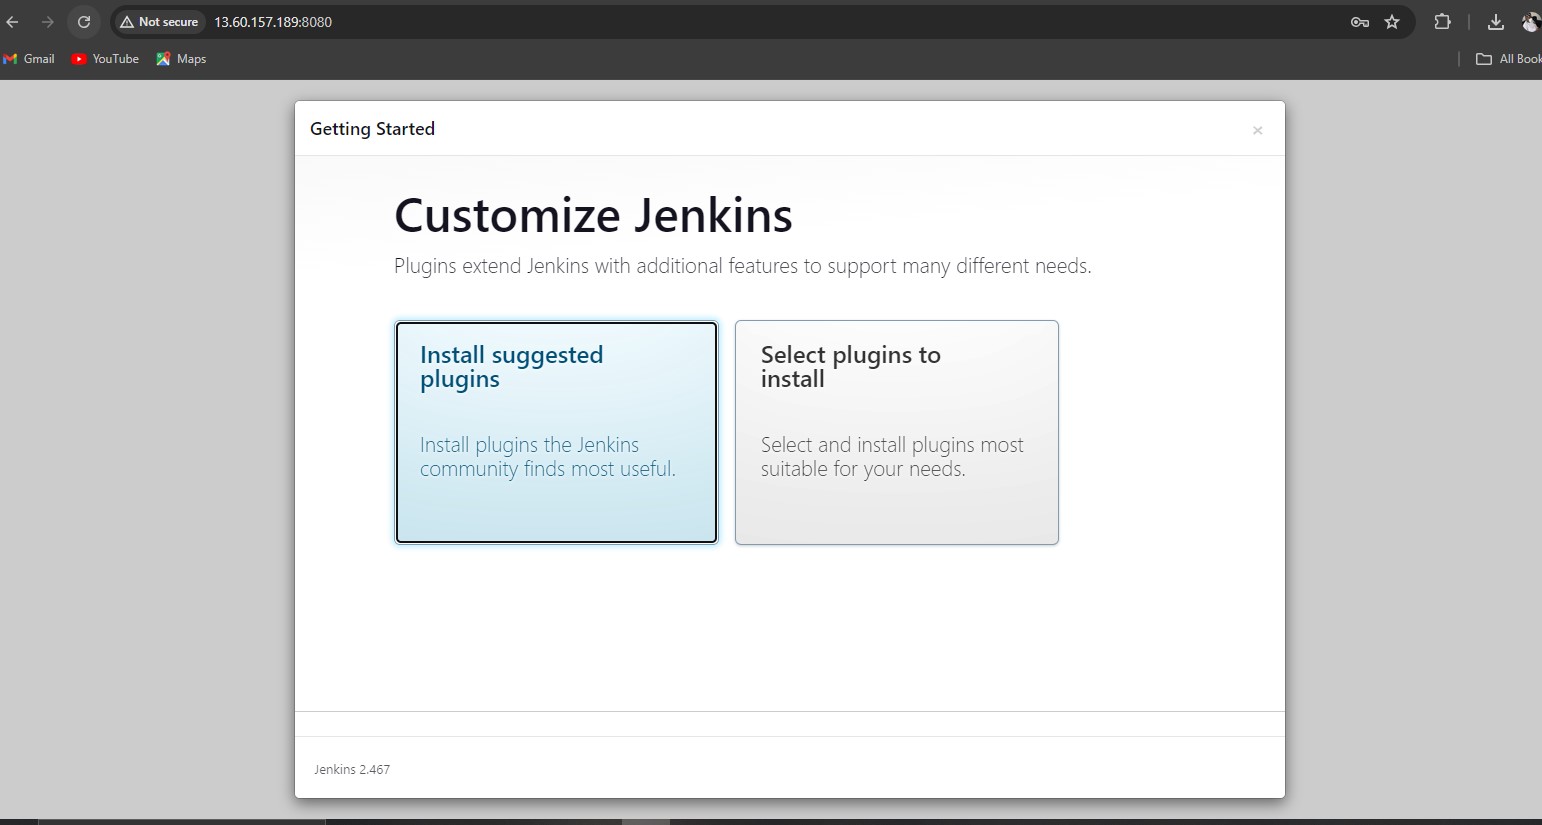 Not secure 13.60.157.189:8080
Gmail YouTube Maps All Book
Getting Started ×
Customize Jenkins
Plugins extend Jenkins with additional features to support many different needs.
Install suggested
plugins
Install plugins the Jenkins
community finds most useful.
Select plugins to
install
Select and install plugins most
suitable for your needs.
Jenkins 2.467